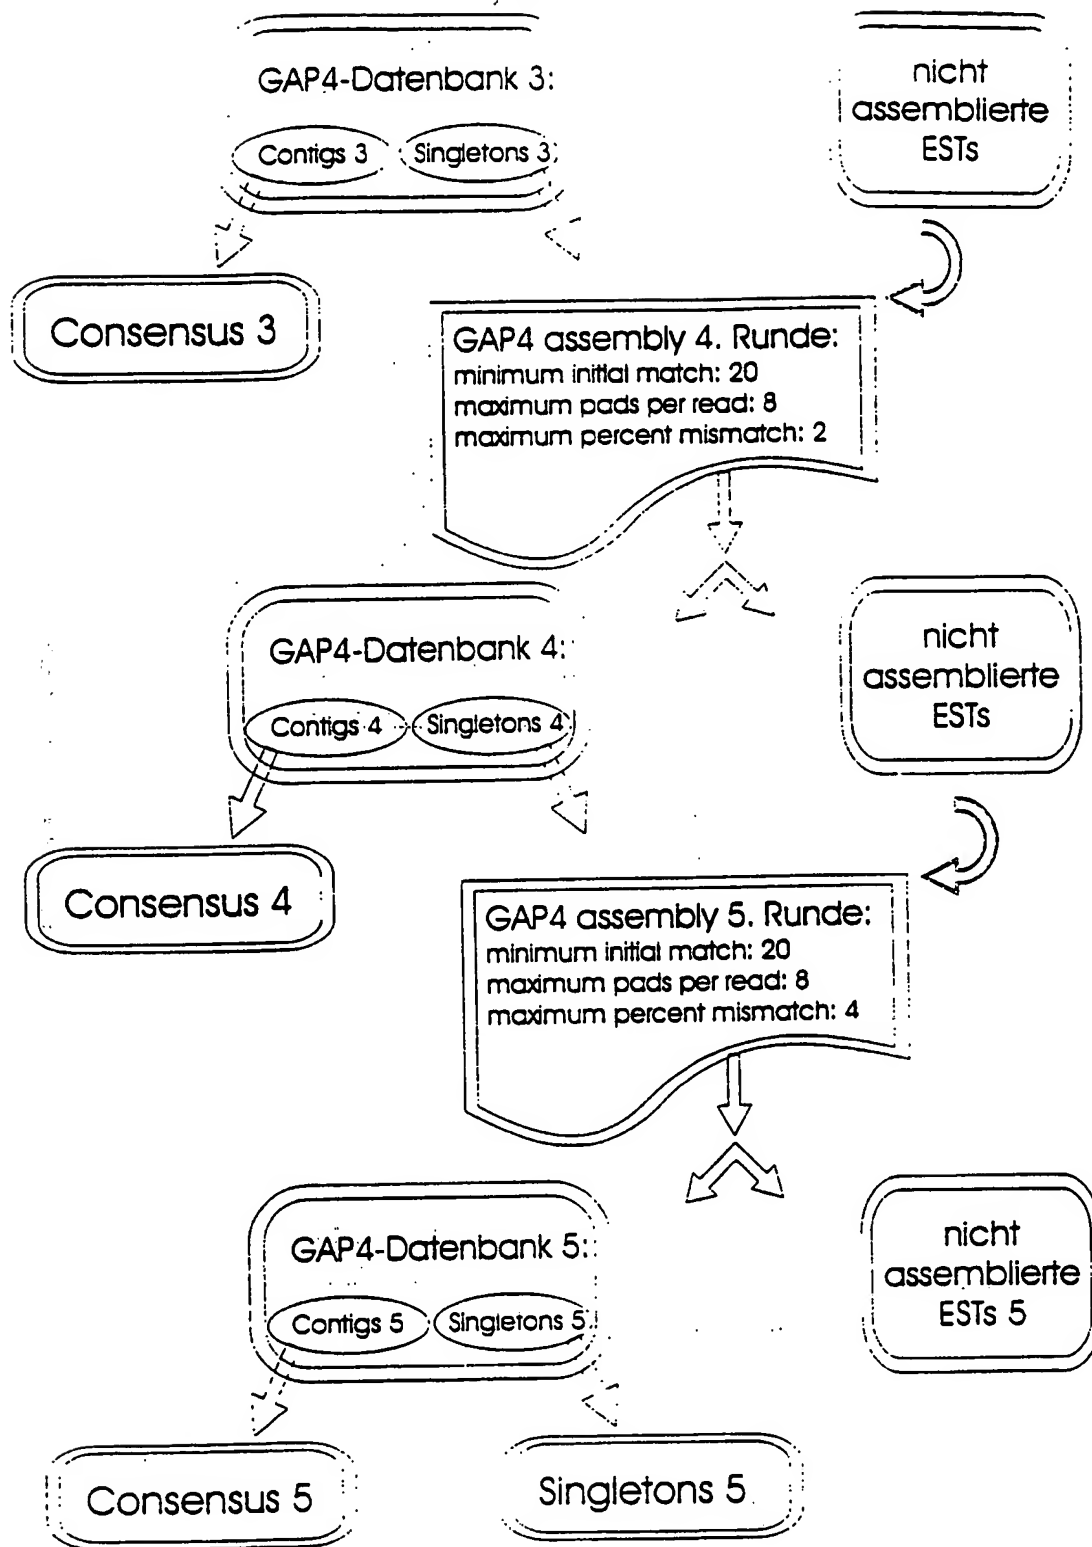 GAP4-Datenbank 3:
Contigs 3
Singletons 3
nicht
assemblierte
ESTs
Consensus 3
GAP4 assembly 4. Runde:
minimum initial match: 20
maximum pads per read: 8
maximum percent mismatch: 2
GAP4-Datenbank 4:
Contigs 4
Singletons 4
nicht
assemblierte
ESTs
Consensus 4
GAP4 assembly 5. Runde:
minimum initial match: 20
maximum pads per read: 8
maximum percent mismatch: 4
GAP4-Datenbank 5:
Contigs 5
Singletons 5
nicht
assemblierte
ESTs 5
Consensus 5
Singletons 5